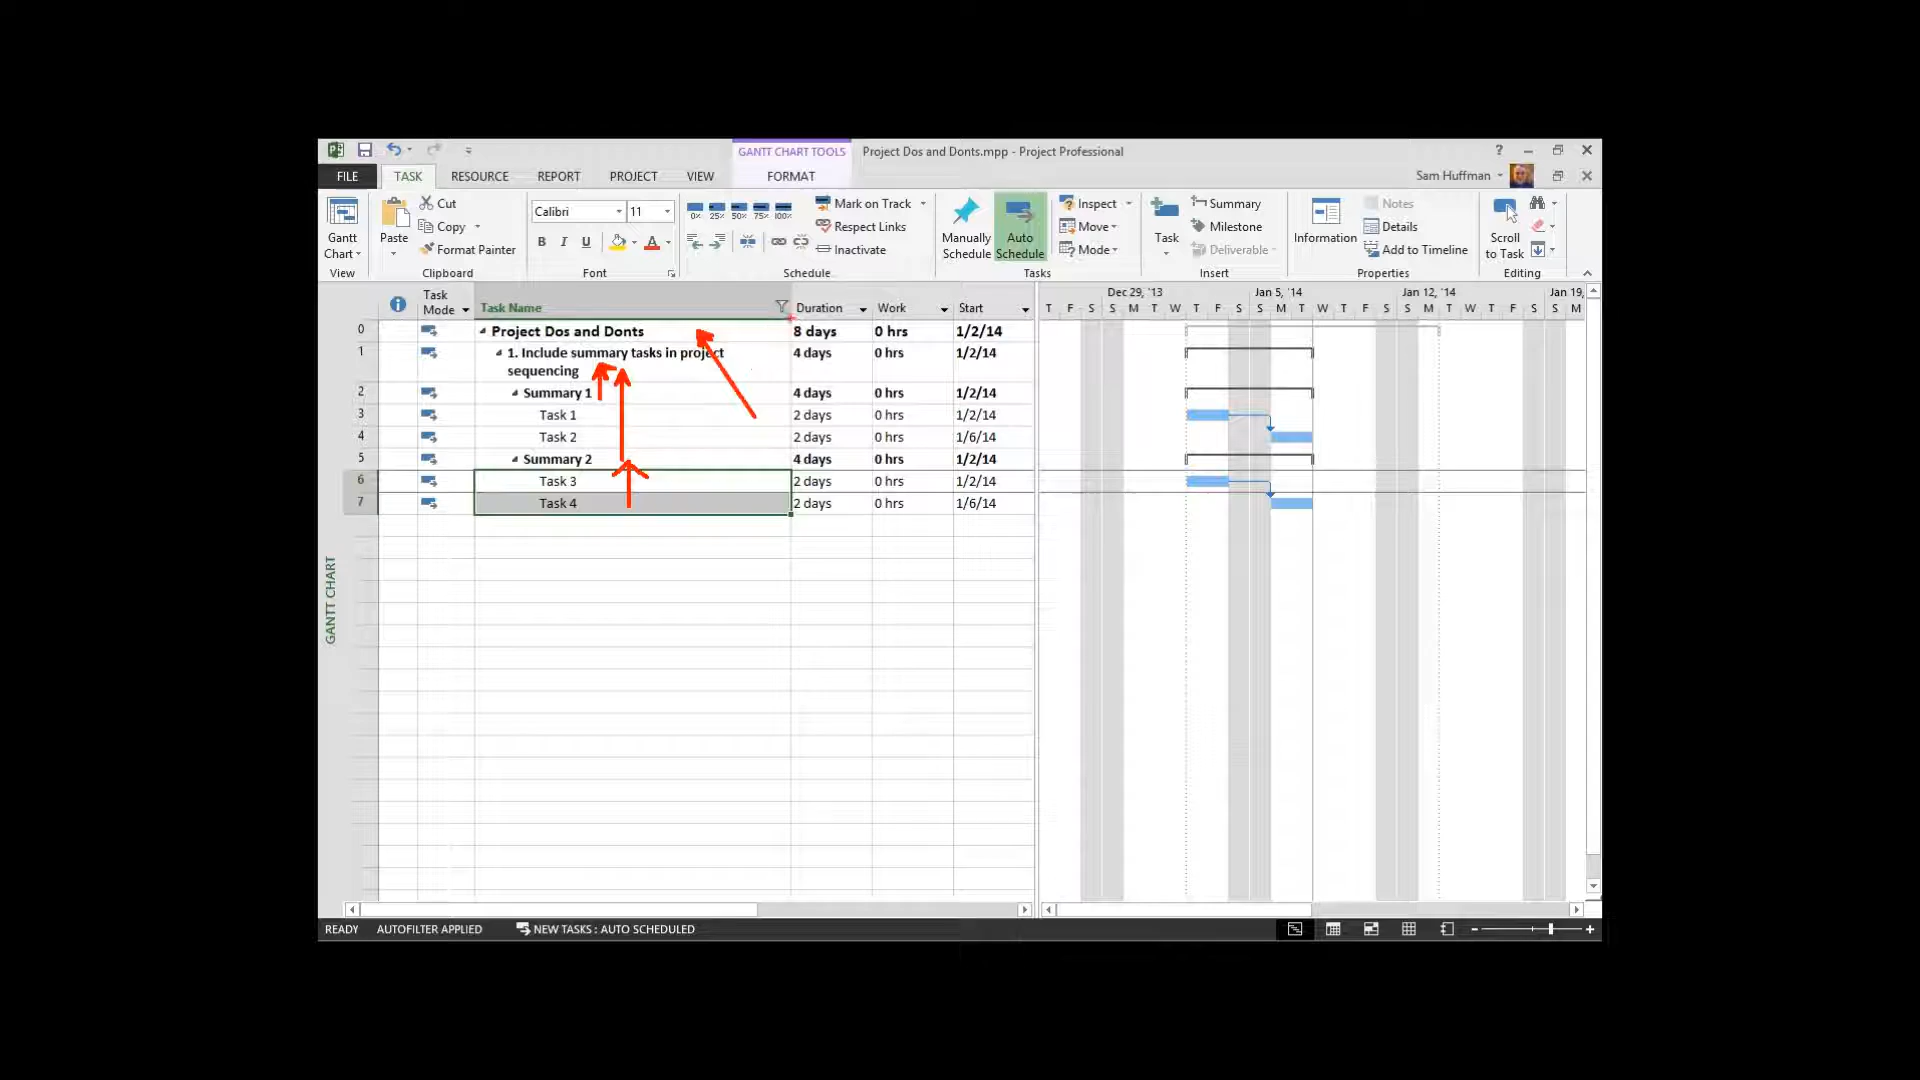 GANTT CHART TOOLS
Project Dos and Donts.mpp - Project Professional
?
FILE TASK RESOURCE REPORT PROJECT VIEW FORMAT
Sam Huffman
Gantt Chart
View
Paste
Cut
Copy
Format Painter
Clipboard
Calibri 11
B I U A
Font
0% 25% 50% 75% 100%
Mark on Track
Respect Links
Inactivate
Schedule
Manually Schedule
Auto Schedule
Inspect
Move
Mode
Tasks
Task
Summary
Milestone
Deliverable
Insert
Information
Notes
Details
Add to Timeline
Properties
Scroll to Task
Editing
Task Mode Task Name Duration Work Start
Dec 29, '13 Jan 5, '14 Jan 12, '14 Jan 19,
T F S S M T W T F S S M T W T F S S M T W T F S S M
0 Project Dos and Donts 8 days 0 hrs 1/2/14
1 1. Include summary tasks in project sequencing 4 days 0 hrs 1/2/14
2 Summary 1 4 days 0 hrs 1/2/14
3 Task 1 2 days 0 hrs 1/2/14
4 Task 2 2 days 0 hrs 1/6/14
5 Summary 2 4 days 0 hrs 1/2/14
6 Task 3 2 days 0 hrs 1/2/14
7 Task 4 2 days 0 hrs 1/6/14
GANTT CHART
READY AUTOFILTER APPLIED NEW TASKS : AUTO SCHEDULED